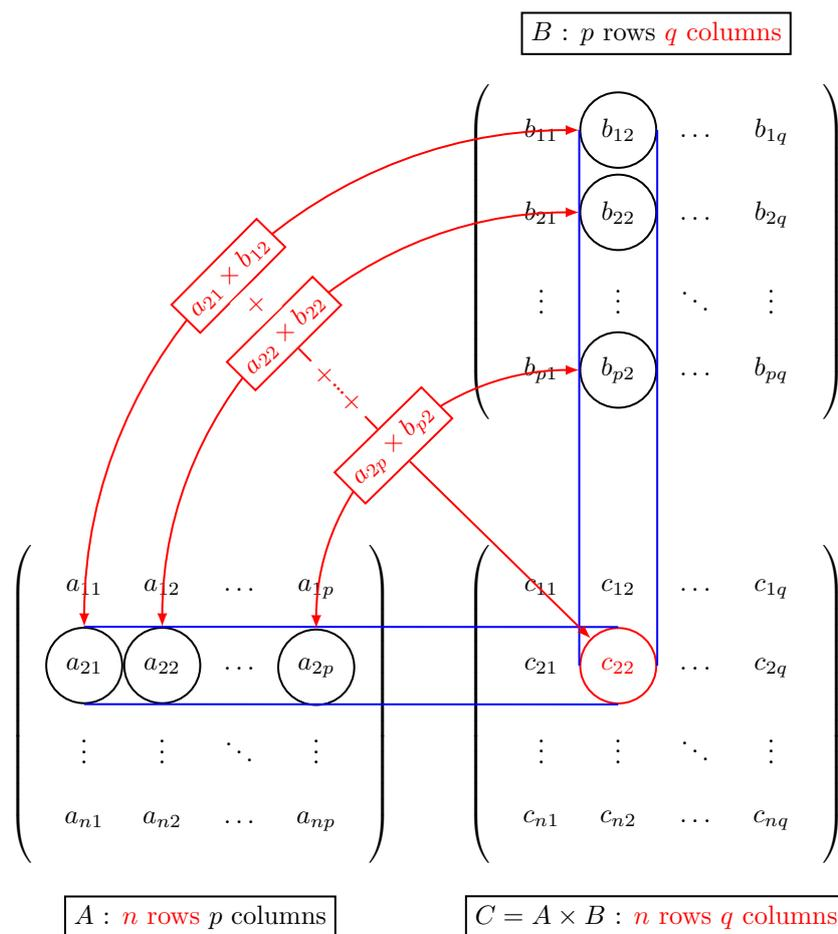 B : p rows q columns
b₁₁ b₁₂ … b₁q
b₂₁ b₂₂ … b₂q
⋮ ⋮ ⋱ ⋮
bₚ₁ bₚ₂ … bₚq
a₂₁ × b₁₂
+
a₂₂ × b₂₂
+ … +
a₂ₚ × bₚ₂
a₁₁ a₁₂ … a₁ₚ
a₂₁ a₂₂ … a₂ₚ
⋮ ⋮ ⋱ ⋮
aₙ₁ aₙ₂ … aₙₚ
A : n rows p columns
c₁₁ c₁₂ … c₁q
c₂₁ c₂₂ … c₂q
⋮ ⋮ ⋱ ⋮
cₙ₁ cₙ₂ … cₙq
C = A × B : n rows q columns